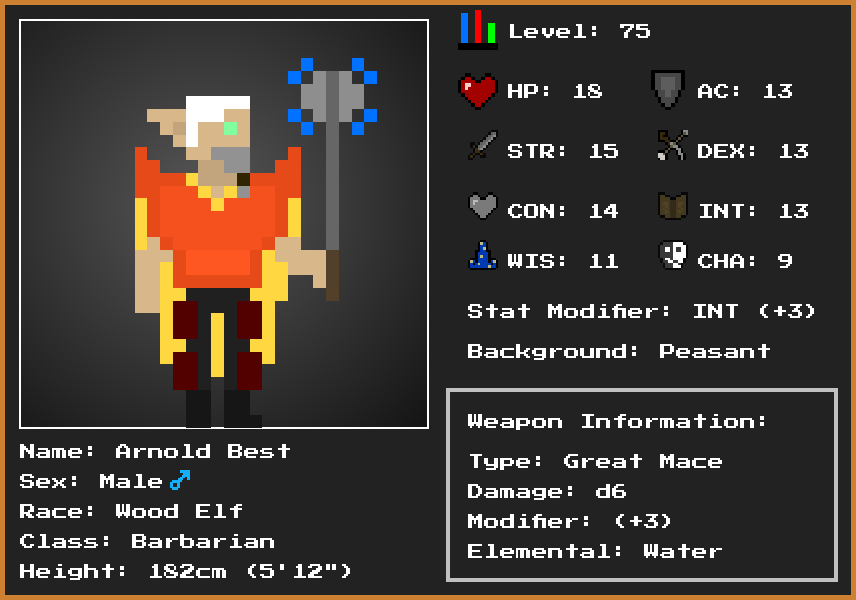 Level: 75
HP: 18
AC: 13
STR: 15
DEX: 13
CON: 14
INT: 13
WIS: 11
CHA: 9
Stat Modifier: INT (+3)
Background: Peasant
Weapon Information:
Type: Great Mace
Damage: d6
Modifier: (+3)
Elemental: Water
Name: Arnold Best
Sex: Male ♂
Race: Wood Elf
Class: Barbarian
Height: 182cm (5'12")